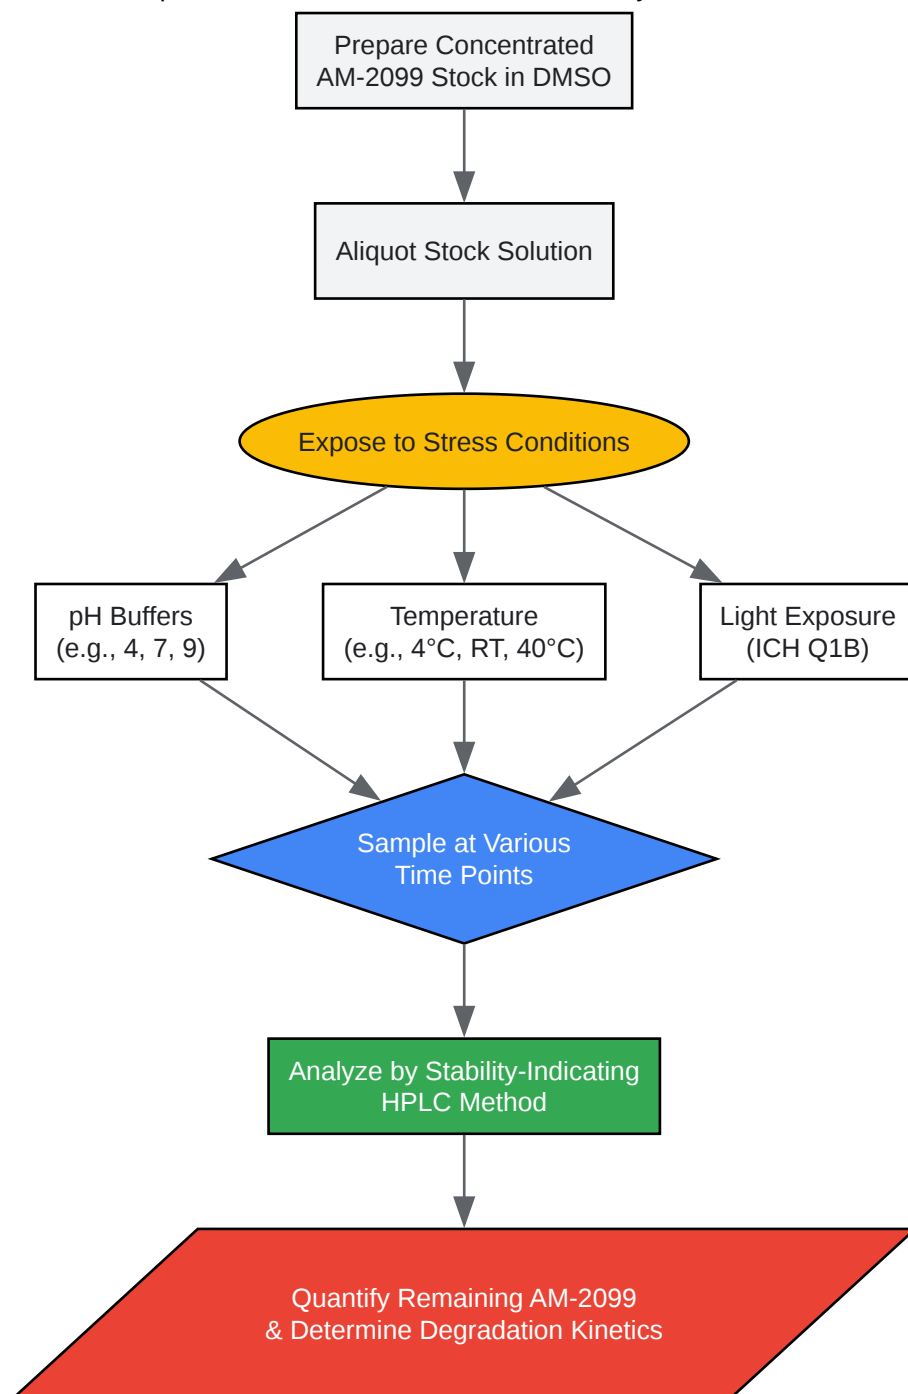 Prepare Concentrated
AM-2099 Stock in DMSO
Aliquot Stock Solution
Expose to Stress Conditions
pH Buffers
(e.g., 4, 7, 9)
Temperature
(e.g., 4°C, RT, 40°C)
Light Exposure
(ICH Q1B)
Sample at Various
Time Points
Analyze by Stability-Indicating
HPLC Method
Quantify Remaining AM-2099
& Determine Degradation Kinetics